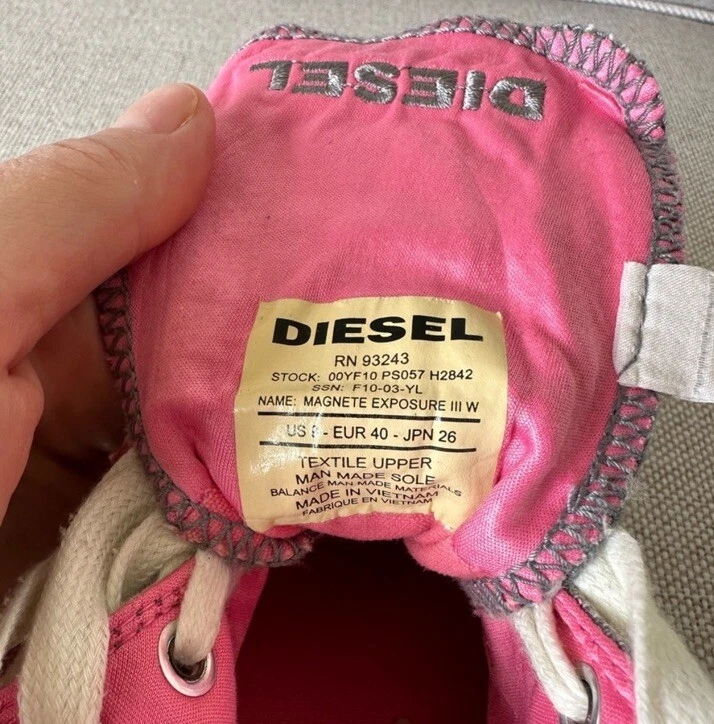 DIESEL
DIESEL
RN 93243
STOCK: 00YF10 PS057 H2842
SSN: F10-03-YL
NAME: MAGNETE EXPOSURE III W
US - EUR 40 - JPN 26
TEXTILE UPPER
MAN MADE SOLE
BALANCE MAN MADE MATERIALS
MADE IN VIETNAM
FABRIQUE EN VIETNAM